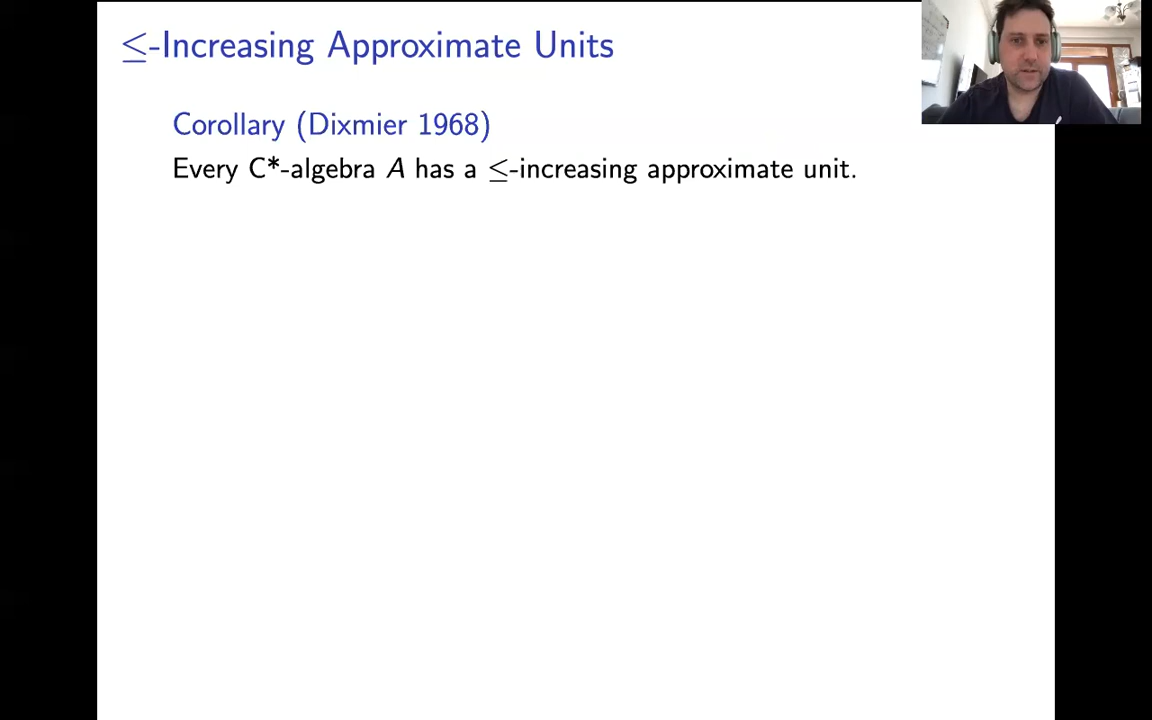 ≤-Increasing Approximate Units
Corollary (Dixmier 1968)
Every C*-algebra A has a ≤-increasing approximate unit.